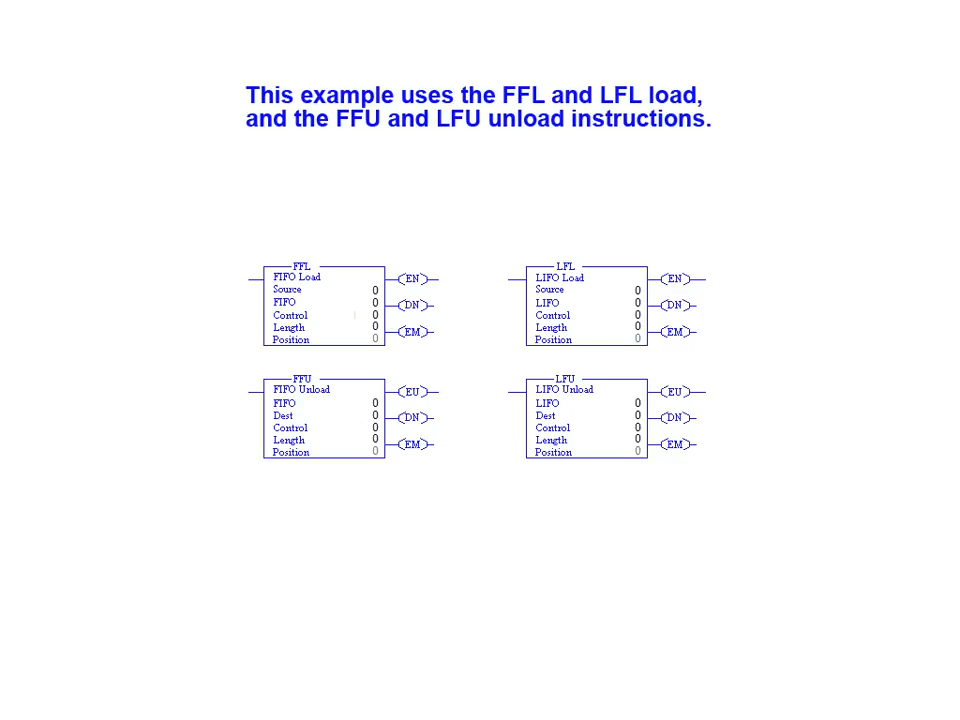 This example uses the FFL and LFL load,
and the FFU and LFU unload instructions.
FFL
FIFO Load
Source 0
FIFO 0
Control 0
Length 0
Position 0
EN
DN
EM
LFL
LIFO Load
Source 0
LIFO 0
Control 0
Length 0
Position 0
EN
DN
EM
FFU
FIFO Unload
FIFO 0
Dest 0
Control 0
Length 0
Position 0
EU
DN
EM
LFU
LIFO Unload
LIFO 0
Dest 0
Control 0
Length 0
Position 0
EU
DN
EM